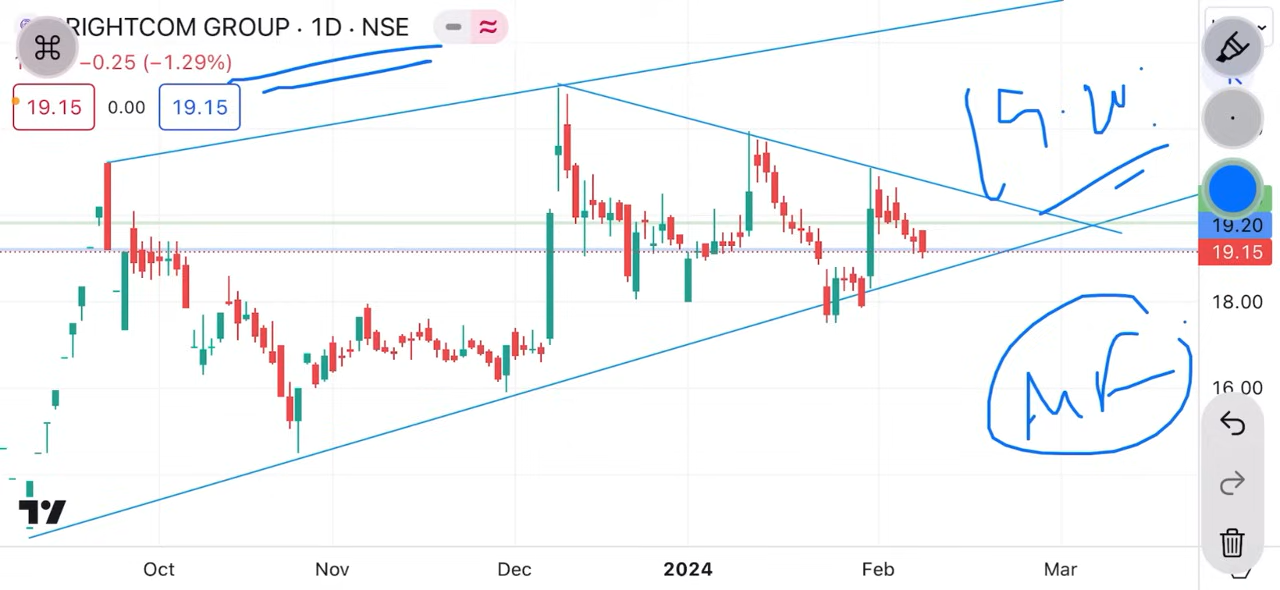 RIGHTCOM GROUP · 1D · NSE
−0.25 (−1.29%)
19.15 0.00 19.15
19.20
19.15
18.00
16.00
Oct Nov Dec 2024 Feb Mar